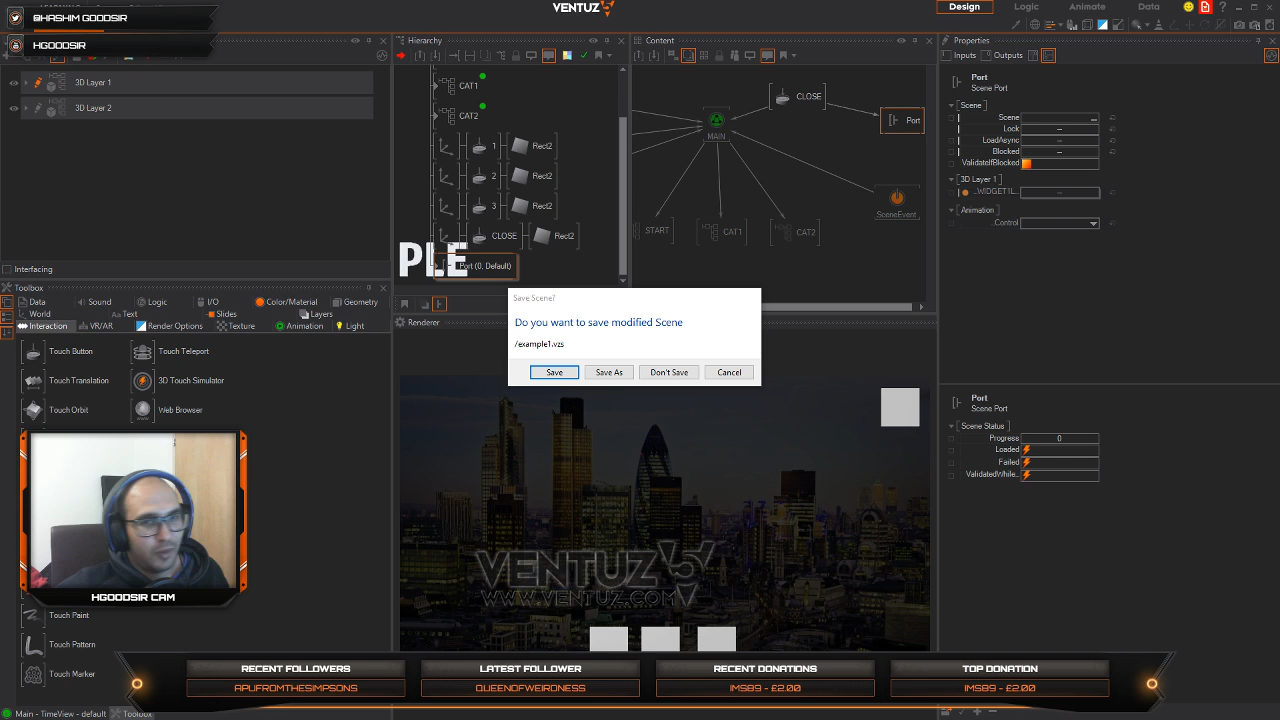 @HASHIM GOODSIR
HGOODSIR
VENTUZ
Design
Logic
Animate
Data
Hierarchy
Content
Properties
Inputs
Outputs
3D Layer 1
3D Layer 2
CAT1
CAT2
1
Rect2
2
Rect2
3
Rect2
CLOSE
Rect2
PLE
Port (0, Default)
CLOSE
Port
MAIN
SceneEvent
START
CAT1
CAT2
Port
Scene Port
Scene
Scene
Lock
LoadAsync
Blocked
ValidateIfBlocked
3D Layer 1
..WIDGET1L..
Animation
.Control
Interfacing
Toolbox
Data
Sound
Logic
I/O
Color/Material
Geometry
World
Text
Slides
Layers
Interaction
VR/AR
Render Options
Texture
Animation
Light
Touch Button
Touch Teleport
Touch Translation
3D Touch Simulator
Touch Orbit
Web Browser
Touch Paint
Touch Pattern
Touch Marker
HGOODSIR CAM
Renderer
Save Scene?
Do you want to save modified Scene
/example1.vzs
Save
Save As
Don't Save
Cancel
Port
Scene Port
Scene Status
Progress
0
Loaded
Failed
ValidatedWhile..
VENTUZ 5
WWW.VENTUZ.COM
RECENT FOLLOWERS
APUFROMTHESIMPSONS
LATEST FOLLOWER
QUEENOFWEIRDNESS
RECENT DONATIONS
IMSB9 - £2.00
TOP DONATION
IMSB9 - £2.00
Main - TimeView - default
Toolbox